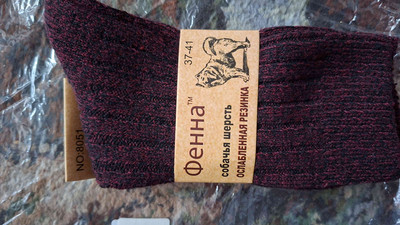 37-41
Фенна™
собачья шерсть
ОСЛАБЛЕННАЯ РЕЗИНКА
NO:8051